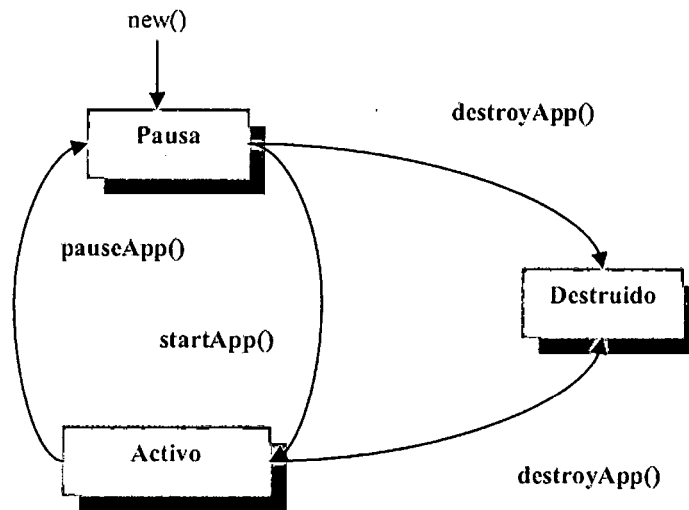 new()
destroyApp()
Pausa
pauseApp()
Destruido
startApp()
Activo
destroyApp()